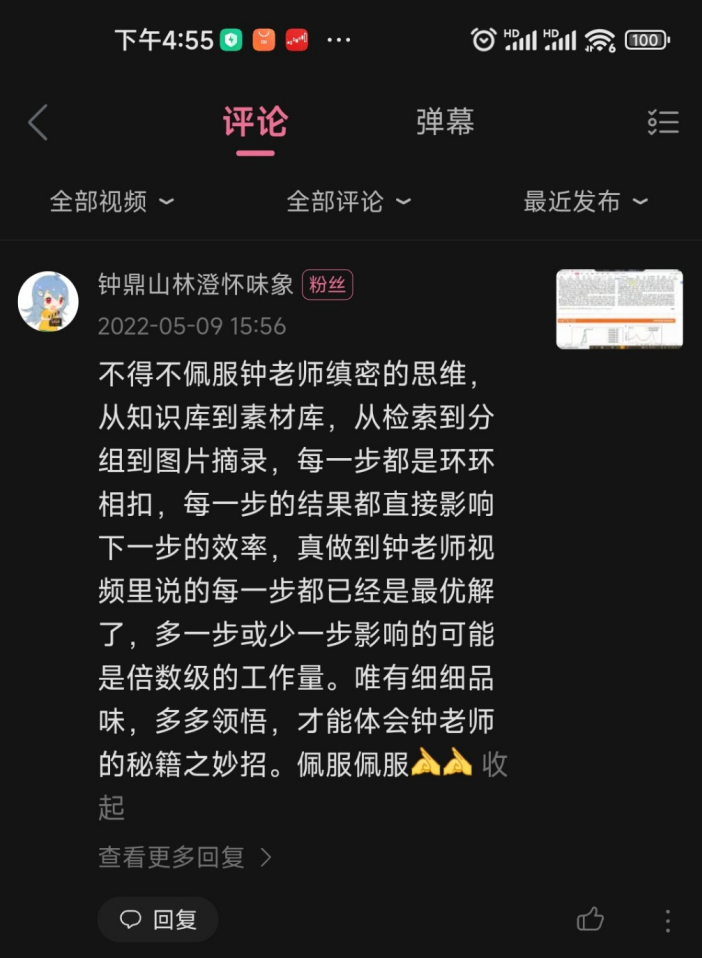 下午4:55
HD HD 6 100
评论 弹幕
全部视频 全部评论 最近发布
钟鼎山林澄怀味象 粉丝
2022-05-09 15:56
不得不佩服钟老师缜密的思维，
从知识库到素材库，从检索到分
组到图片摘录，每一步都是环环
相扣，每一步的结果都直接影响
下一步的效率，真做到钟老师视
频里说的每一步都已经是最优解
了，多一步或少一步影响的可能
是倍数级的工作量。唯有细细品
味，多多领悟，才能体会钟老师
的秘籍之妙招。佩服佩服 收
起
查看更多回复
回复